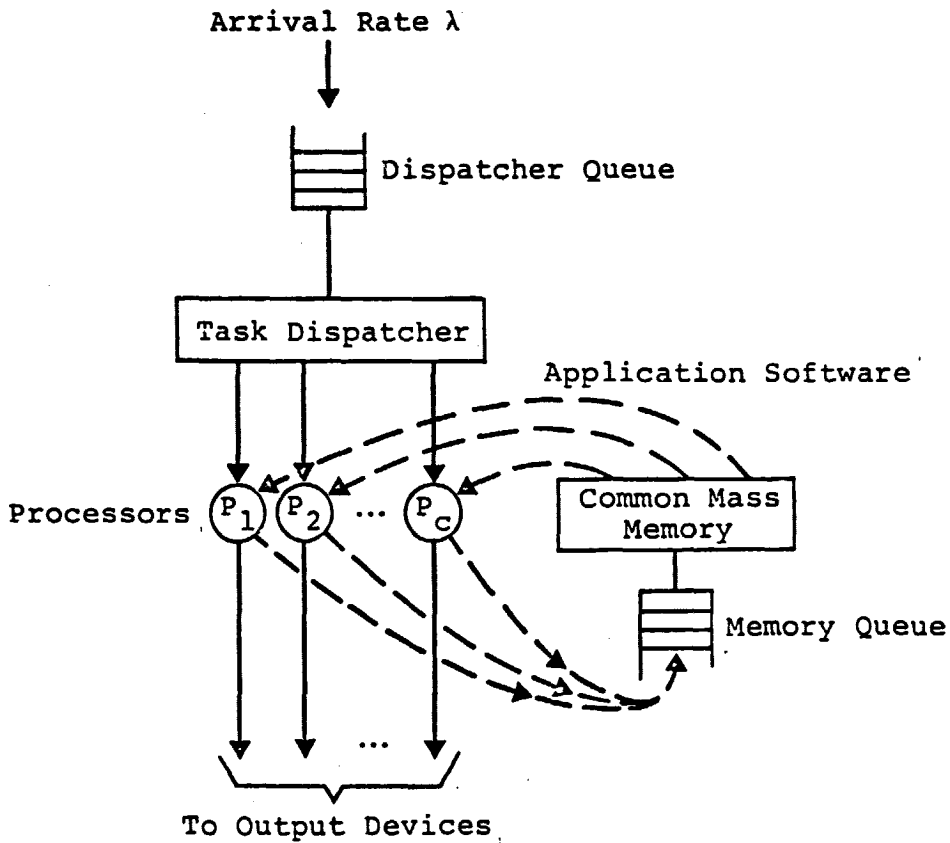 Arrival Rate λ
Dispatcher Queue
Task Dispatcher
Application Software
Processors
P1
P2
...
Pc
Common Mass
Memory
Memory Queue
...
To Output Devices